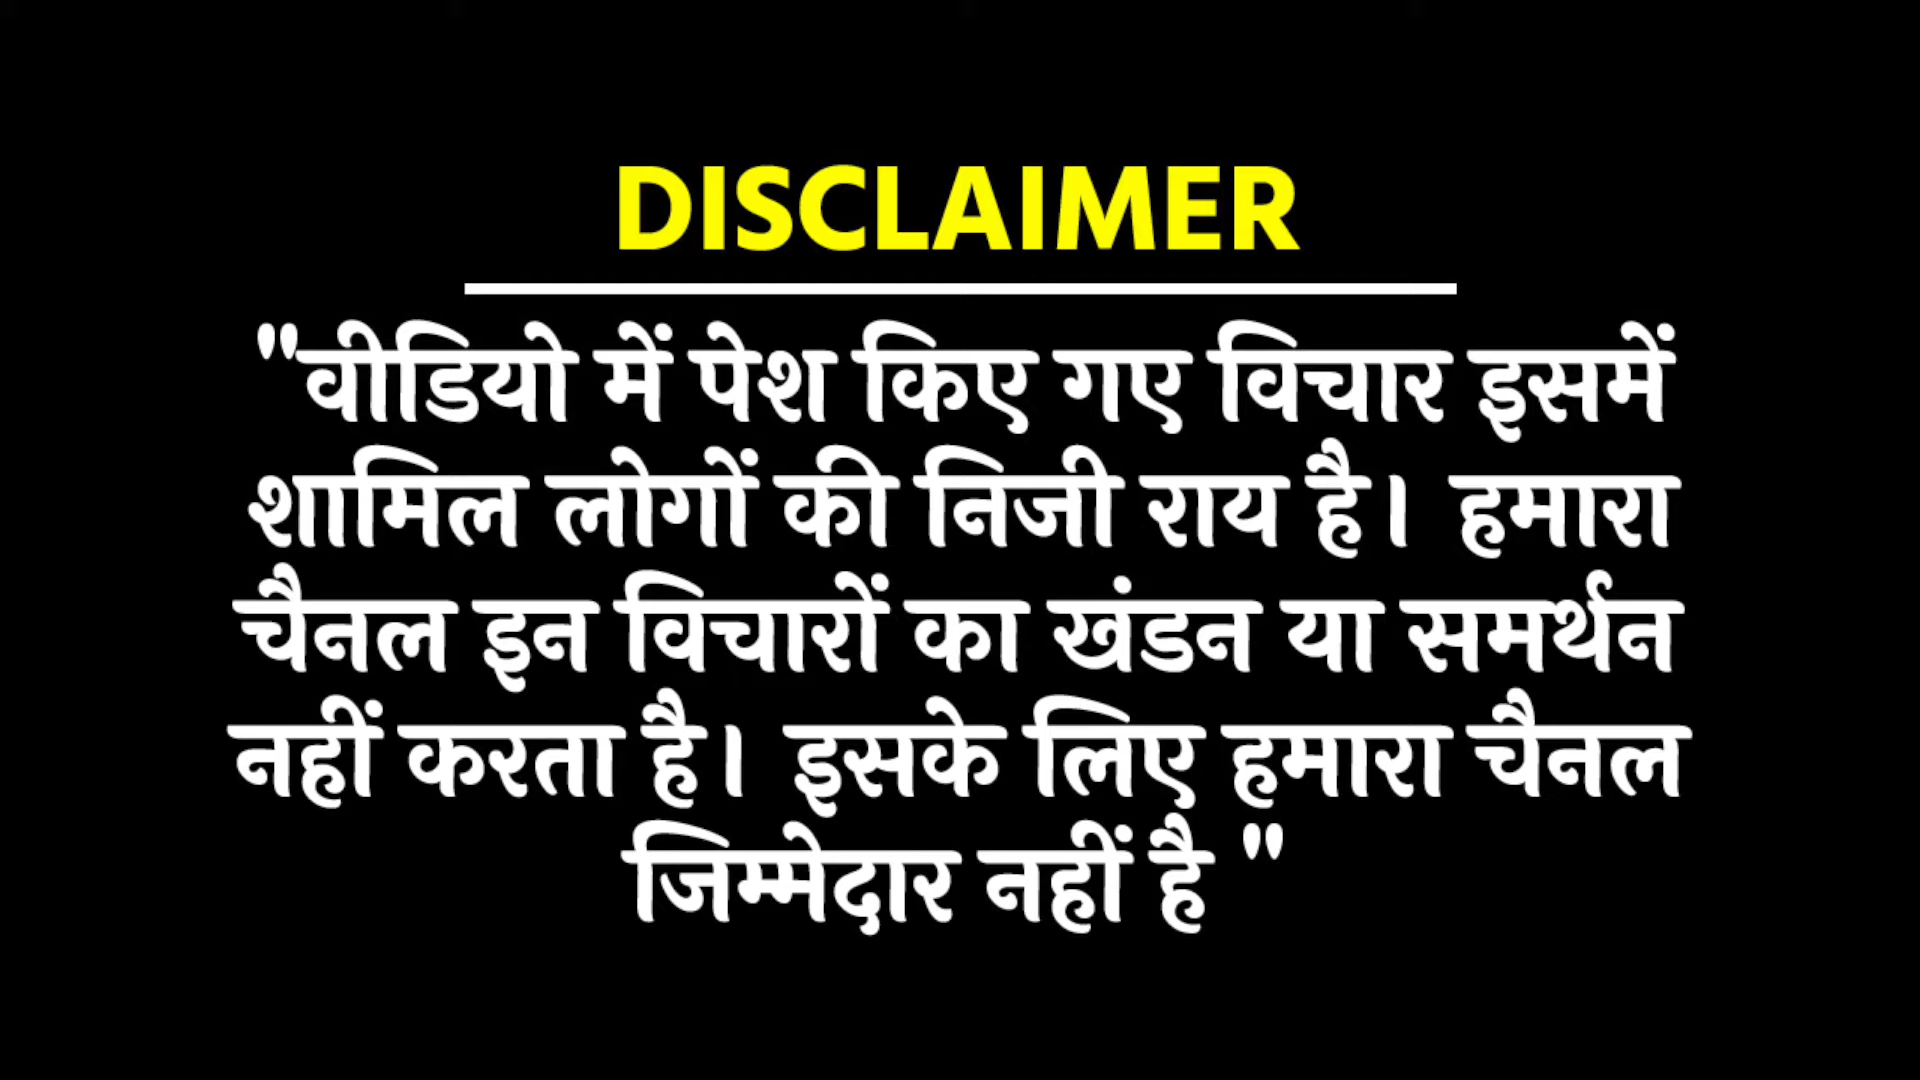 DISCLAIMER
"वीडियो में पेश किए गए विचार इसमें
शामिल लोगों की निजी राय है। हमारा
चैनल इन विचारों का खंडन या समर्थन
नहीं करता है। इसके लिए हमारा चैनल
जिम्मेदार नहीं है "